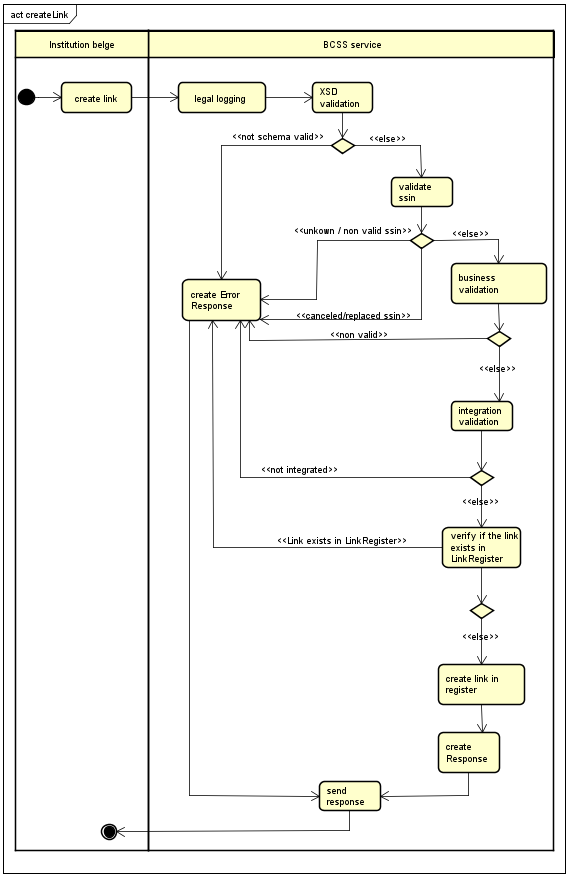 act createLink
Institution belge
BCSS service
create link
legal logging
XSD
validation
<<not schema valid>>
<<else>>
validate
ssin
<<unkown / non valid ssin>>
<<else>>
business
validation
create Error
Response
<<canceled/replaced ssin>>
<<non valid>>
<<else>>
integration
validation
<<not integrated>>
<<else>>
verify if the link
exists in
LinkRegister
<<Link exists in LinkRegister>>
<<else>>
create link in
register
create
Response
send
response